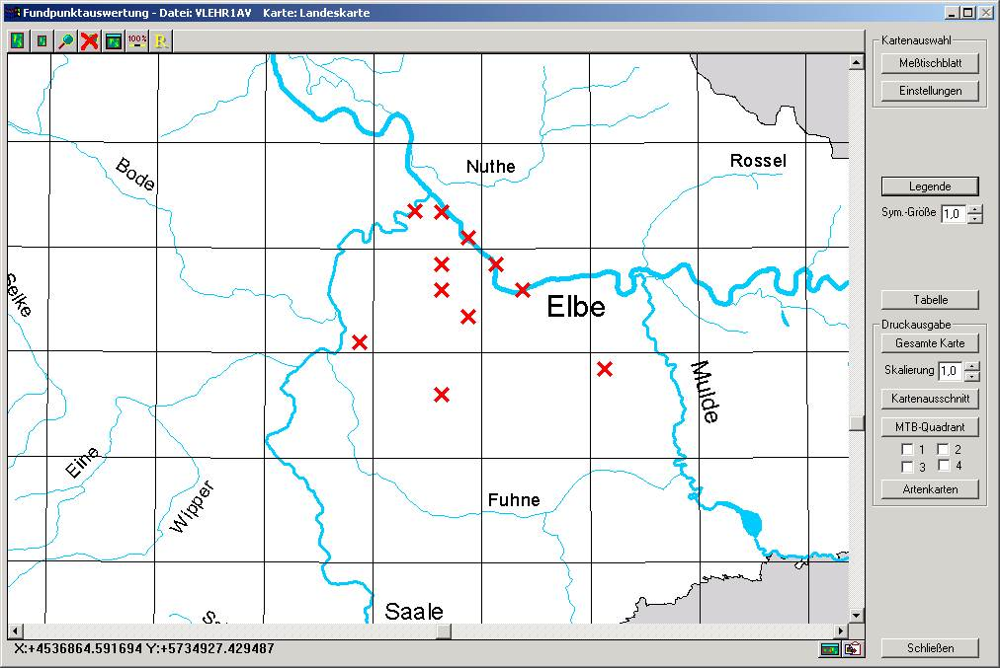 Fundpunktauswertung - Datei: VLEHR1AV Karte: Landeskarte
100%
R
Kartenauswahl
Meßtischblatt
Einstellungen
Nuthe
Rossel
Bode
Legende
Sym.-Größe 1,0
Selke
Elbe
Tabelle
Druckausgabe
Gesamte Karte
Skalierung 1,0
Mulde
Kartenausschnitt
MTB-Quadrant
1 2
3 4
Eine
Wipper
Fuhne
Artenkarten
Saale
X:+4536864.591694 Y:+5734927.429487
Schließen